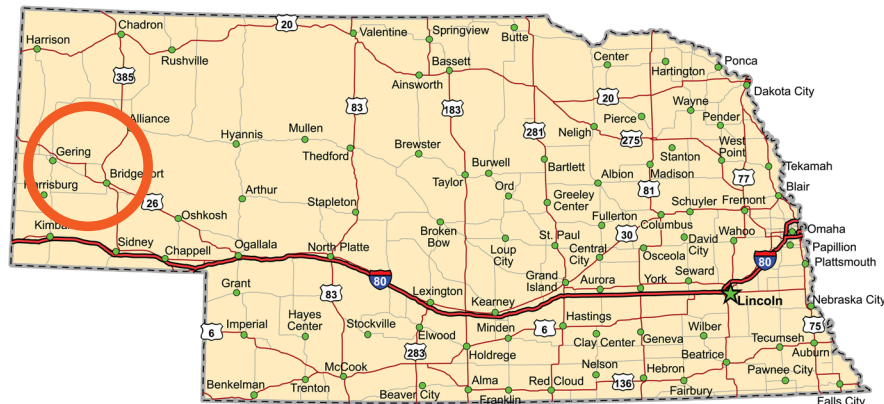 20
Chadron
Harrison
Rushville
Valentine
Springview
Butte
Bassett
Ainsworth
Center
Hartington
Ponca
Dakota City
385
83
183
20
Wayne
Pierce
Pender
281
Neligh
275
Alliance
Gering
Bridgeport
Harrisburg
Hyannis
Mullen
Thedford
Brewster
Stanton
West
Point
Bartlett
Albion
Madison
Tekamah
Taylor
Burwell
Ord
77
81
Blair
26
Arthur
Stapleton
Greeley
Center
Schuyler
Fremont
Oshkosh
Fullerton
Columbus
Kimba
Broken
Bow
St. Paul
30
David
City
Wahoo
Omaha
Sidney
Chappell
Ogallala
North Platte
Loup
City
Central
City
Osceola
Papillion
Plattsmouth
80
80
Grant
83
Lexington
Kearney
Grand
Island
Aurora
York
Seward
Lincoln
Nebraska City
6
Imperial
Hayes
Center
Stockville
Elwood
Minden
6
Hastings
Clay Center
Geneva
Wilber
75
283
Holdrege
Beatrice
Tecumseh
Auburn
McCook
Nelson
Hebron
Pawnee City
Benkelman
Trenton
Beaver City
Alma
Franklin
Red Cloud
136
Fairbury
Falls City